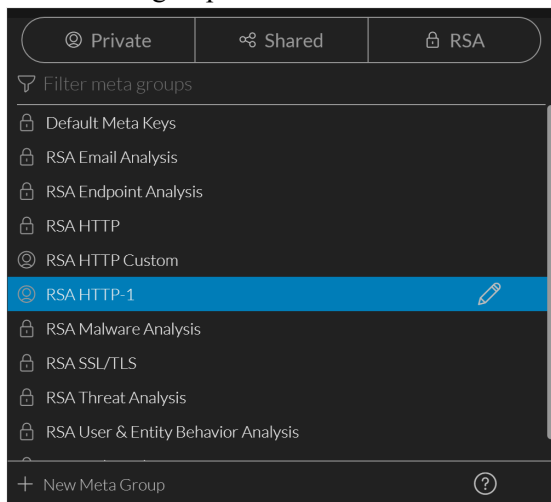 Private
Shared
RSA
Filter meta groups
Default Meta Keys
RSA Email Analysis
RSA Endpoint Analysis
RSA HTTP
RSA HTTP Custom
RSA HTTP-1
RSA Malware Analysis
RSA SSL/TLS
RSA Threat Analysis
RSA User & Entity Behavior Analysis
+ New Meta Group
?